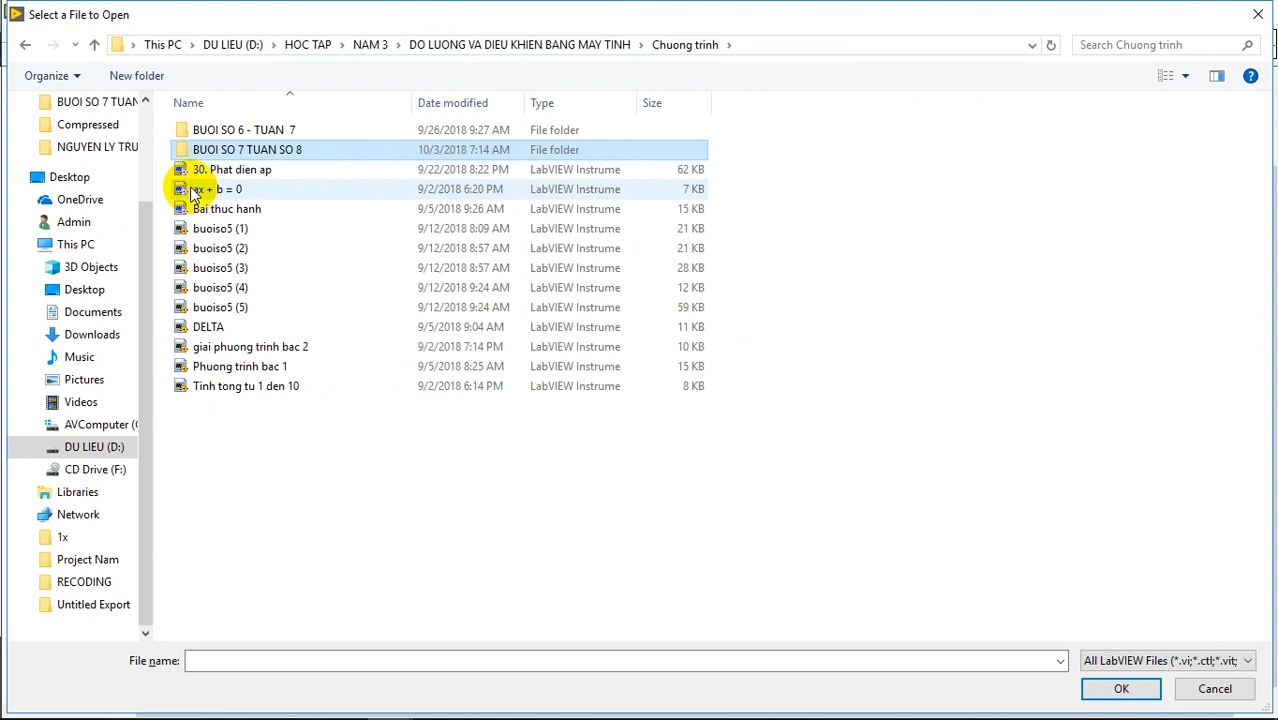 Select a File to Open
This PC > DU LIEU (D:) > HOC TAP > NAM 3 > DO LUONG VA DIEU KHIEN BANG MAY TINH > Chuong trinh >
Search Chuong trinh
Organize
New folder
Name Date modified Type Size
BUOI SO 7 TUAN
Compressed
NGUYEN LY TRU
Desktop
OneDrive
Admin
This PC
3D Objects
Desktop
Documents
Downloads
Music
Pictures
Videos
AVComputer (
DU LIEU (D:)
CD Drive (F:)
Libraries
Network
1x
Project Nam
RECODING
Untitled Export
BUOI SO 6 - TUAN 7 9/26/2018 9:27 AM File folder
BUOI SO 7 TUAN SO 8 10/3/2018 7:14 AM File folder
30. Phat dien ap 9/22/2018 8:22 PM LabVIEW Instrume 62 KB
ax + b = 0 9/2/2018 6:20 PM LabVIEW Instrume 7 KB
Bai thuc hanh 9/5/2018 9:26 AM LabVIEW Instrume 15 KB
buoiso5 (1) 9/12/2018 8:09 AM LabVIEW Instrume 21 KB
buoiso5 (2) 9/12/2018 8:57 AM LabVIEW Instrume 21 KB
buoiso5 (3) 9/12/2018 8:57 AM LabVIEW Instrume 28 KB
buoiso5 (4) 9/12/2018 9:24 AM LabVIEW Instrume 12 KB
buoiso5 (5) 9/12/2018 9:24 AM LabVIEW Instrume 59 KB
DELTA 9/5/2018 9:04 AM LabVIEW Instrume 11 KB
giai phuong trinh bac 2 9/2/2018 7:14 PM LabVIEW Instrume 10 KB
Phuong trinh bac 1 9/5/2018 8:25 AM LabVIEW Instrume 15 KB
Tinh tong tu 1 den 10 9/2/2018 6:14 PM LabVIEW Instrume 8 KB
File name:
All LabVIEW Files (*.vi;*.ctl;*.vit;
OK
Cancel